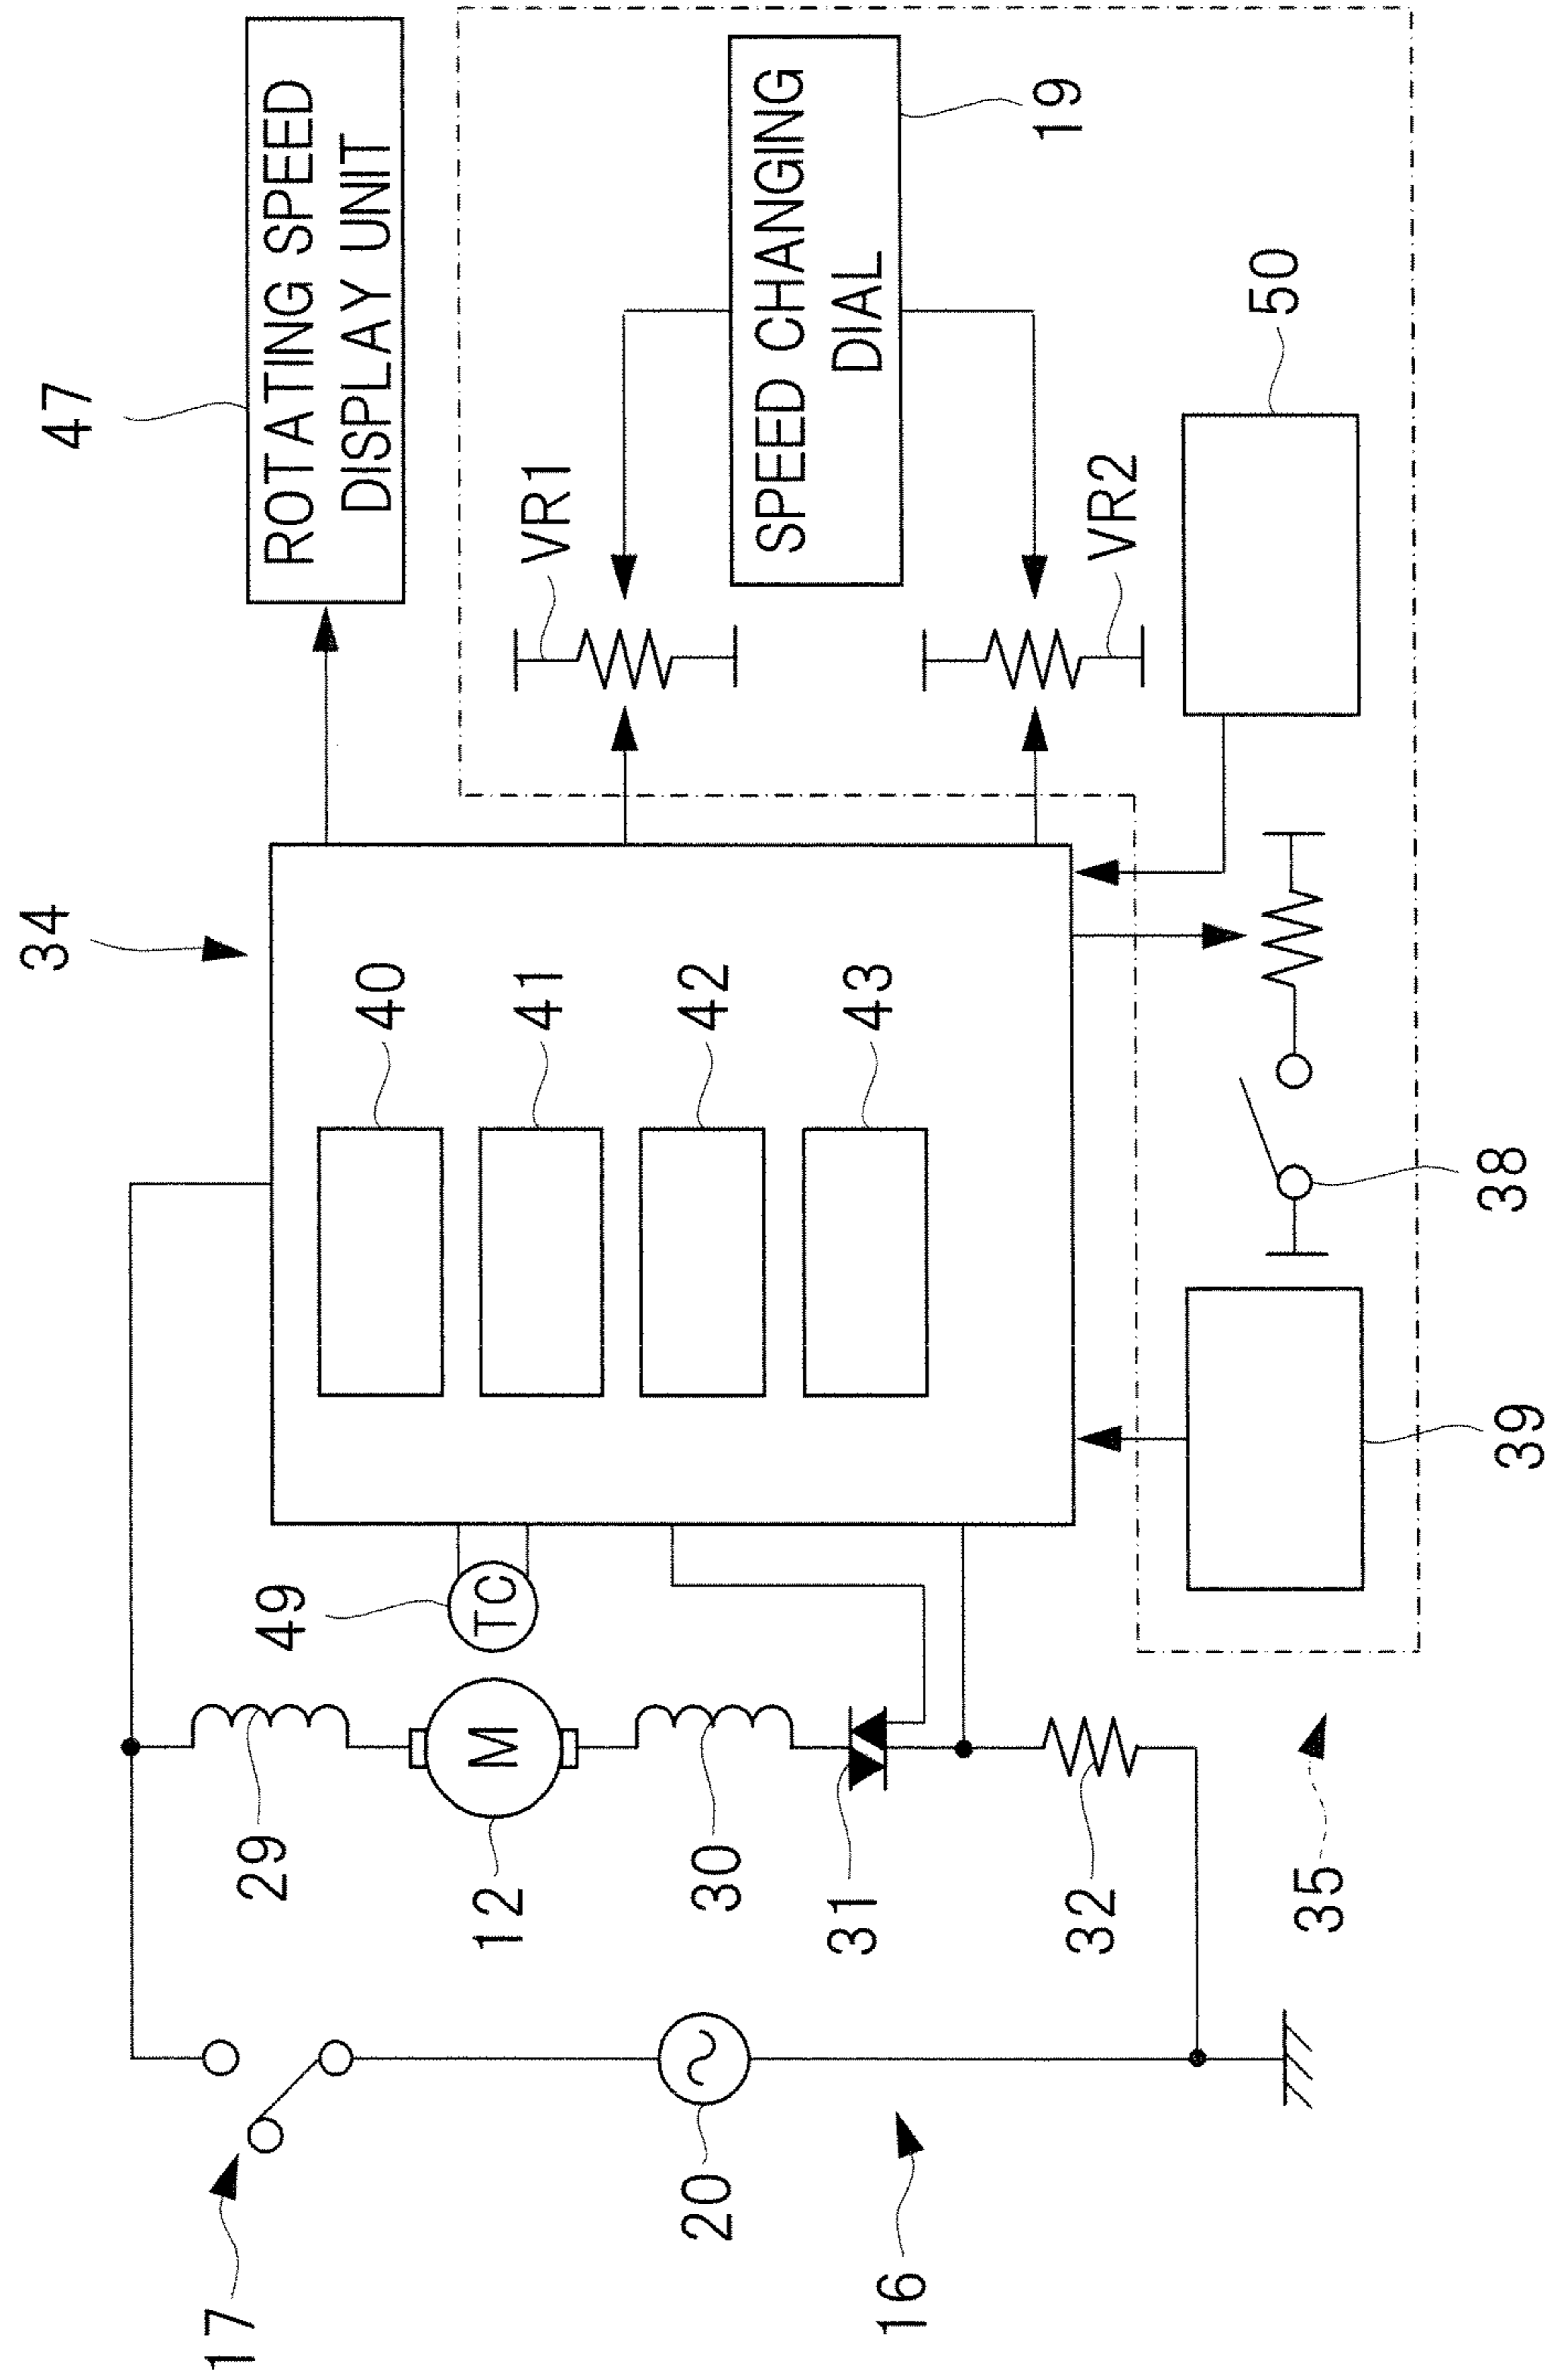 34
47
17
29
49
ROTATING SPEED
DISPLAY UNIT
40
12
M
TC
41
VR1
20
30
42
SPEED CHANGING
DIAL
31
43
16
19
32
VR2
50
35
39
38